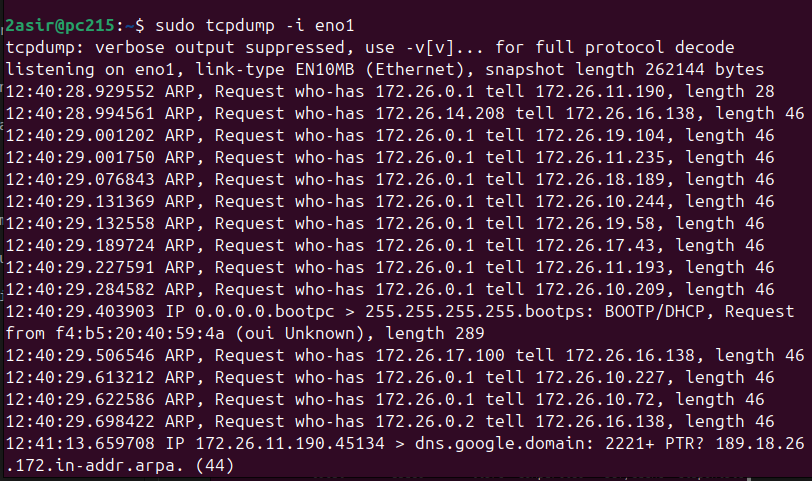 2asir@pc215:~$ sudo tcpdump -i eno1
tcpdump: verbose output suppressed, use -v[v]... for full protocol decode
listening on eno1, link-type EN10MB (Ethernet), snapshot length 262144 bytes
12:40:28.929552 ARP, Request who-has 172.26.0.1 tell 172.26.11.190, length 28
12:40:28.994561 ARP, Request who-has 172.26.14.208 tell 172.26.16.138, length 46
12:40:29.001202 ARP, Request who-has 172.26.0.1 tell 172.26.19.104, length 46
12:40:29.001750 ARP, Request who-has 172.26.0.1 tell 172.26.11.235, length 46
12:40:29.076843 ARP, Request who-has 172.26.0.1 tell 172.26.18.189, length 46
12:40:29.131369 ARP, Request who-has 172.26.0.1 tell 172.26.10.244, length 46
12:40:29.132558 ARP, Request who-has 172.26.0.1 tell 172.26.19.58, length 46
12:40:29.189724 ARP, Request who-has 172.26.0.1 tell 172.26.17.43, length 46
12:40:29.227591 ARP, Request who-has 172.26.0.1 tell 172.26.11.193, length 46
12:40:29.284582 ARP, Request who-has 172.26.0.1 tell 172.26.10.209, length 46
12:40:29.403903 IP 0.0.0.0.bootpc > 255.255.255.255.bootps: BOOTP/DHCP, Request
from f4:b5:20:40:59:4a (oui Unknown), length 289
12:40:29.506546 ARP, Request who-has 172.26.17.100 tell 172.26.16.138, length 46
12:40:29.613212 ARP, Request who-has 172.26.0.1 tell 172.26.10.227, length 46
12:40:29.622586 ARP, Request who-has 172.26.0.1 tell 172.26.10.72, length 46
12:40:29.698422 ARP, Request who-has 172.26.0.2 tell 172.26.16.138, length 46
12:41:13.659708 IP 172.26.11.190.45134 > dns.google.domain: 2221+ PTR? 189.18.26
.172.in-addr.arpa. (44)